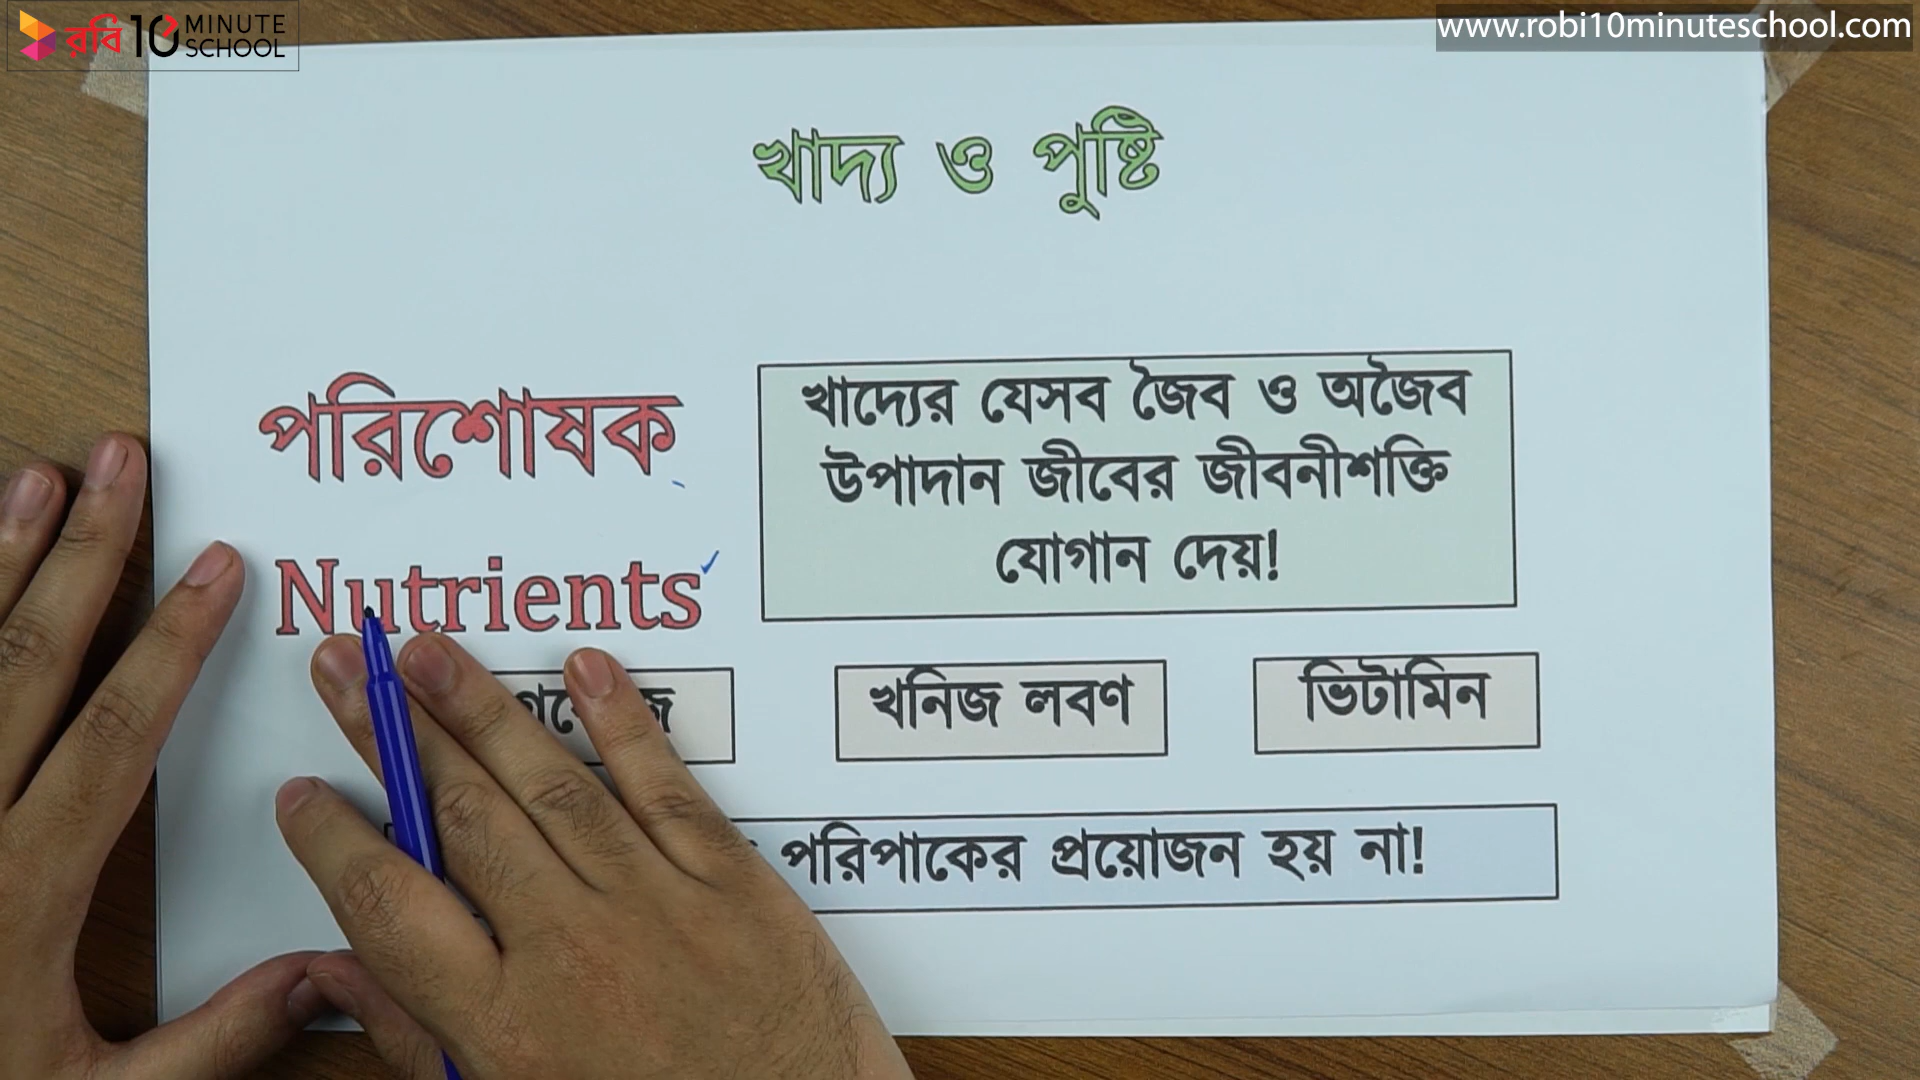 রবি 10 MINUTE SCHOOL
www.robi10minuteschool.com
খাদ্য ও পুষ্টি
পরিশোষক
Nutrients
খাদ্যের যেসব জৈব ও অজৈব
উপাদান জীবের জীবনীশক্তি
যোগান দেয়!
খনিজ লবণ
ভিটামিন
পরিপাকের প্রয়োজন হয় না!